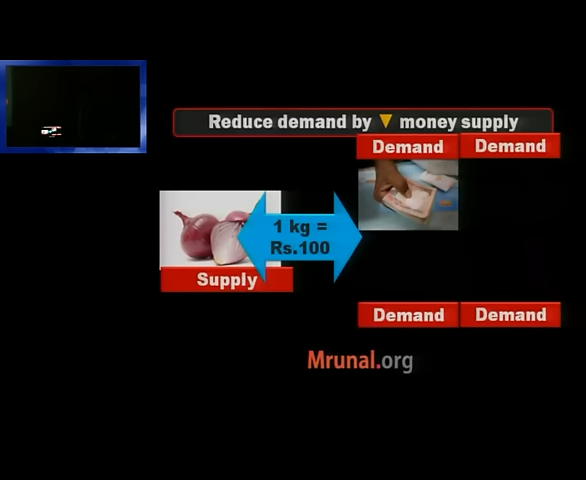 Reduce demand by ▼ money supply
Demand Demand
1 kg =
Rs.100
Supply
Demand Demand
Mrunal.org